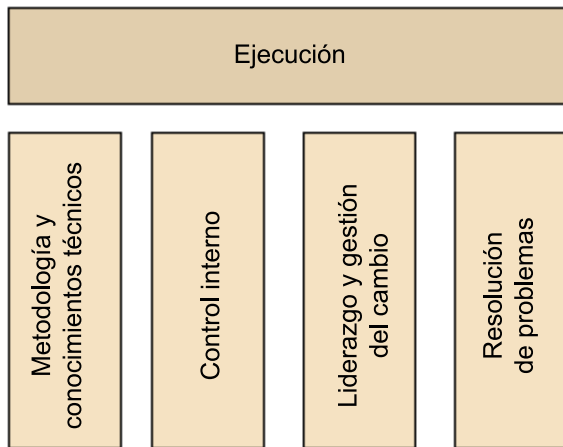 Ejecución
Metodología y
conocimientos técnicos
Control interno
Liderazgo y gestión
del cambio
Resolución
de problemas